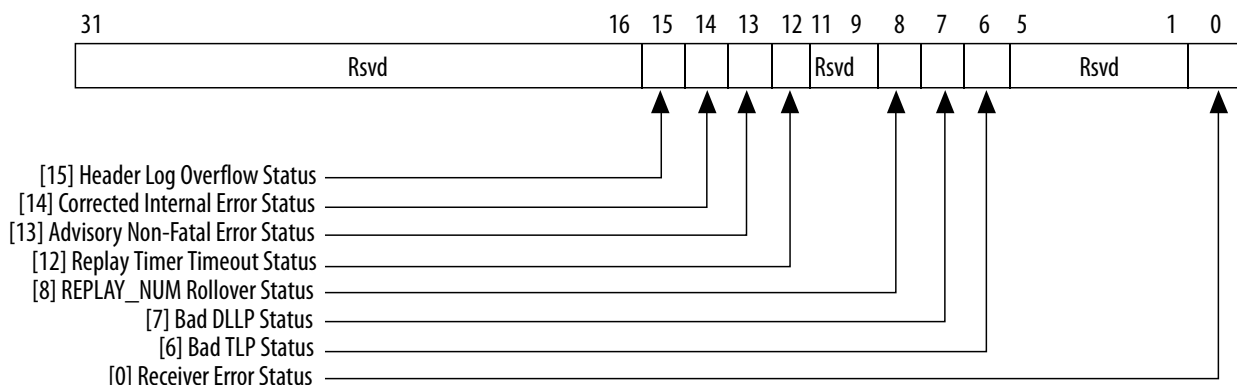 31 16 15 14 13 12 11 9 8 7 6 5 1 0
Rsvd Rsvd Rsvd
[15] Header Log Overflow Status
[14] Corrected Internal Error Status
[13] Advisory Non-Fatal Error Status
[12] Replay Timer Timeout Status
[8] REPLAY_NUM Rollover Status
[7] Bad DLLP Status
[6] Bad TLP Status
[0] Receiver Error Status